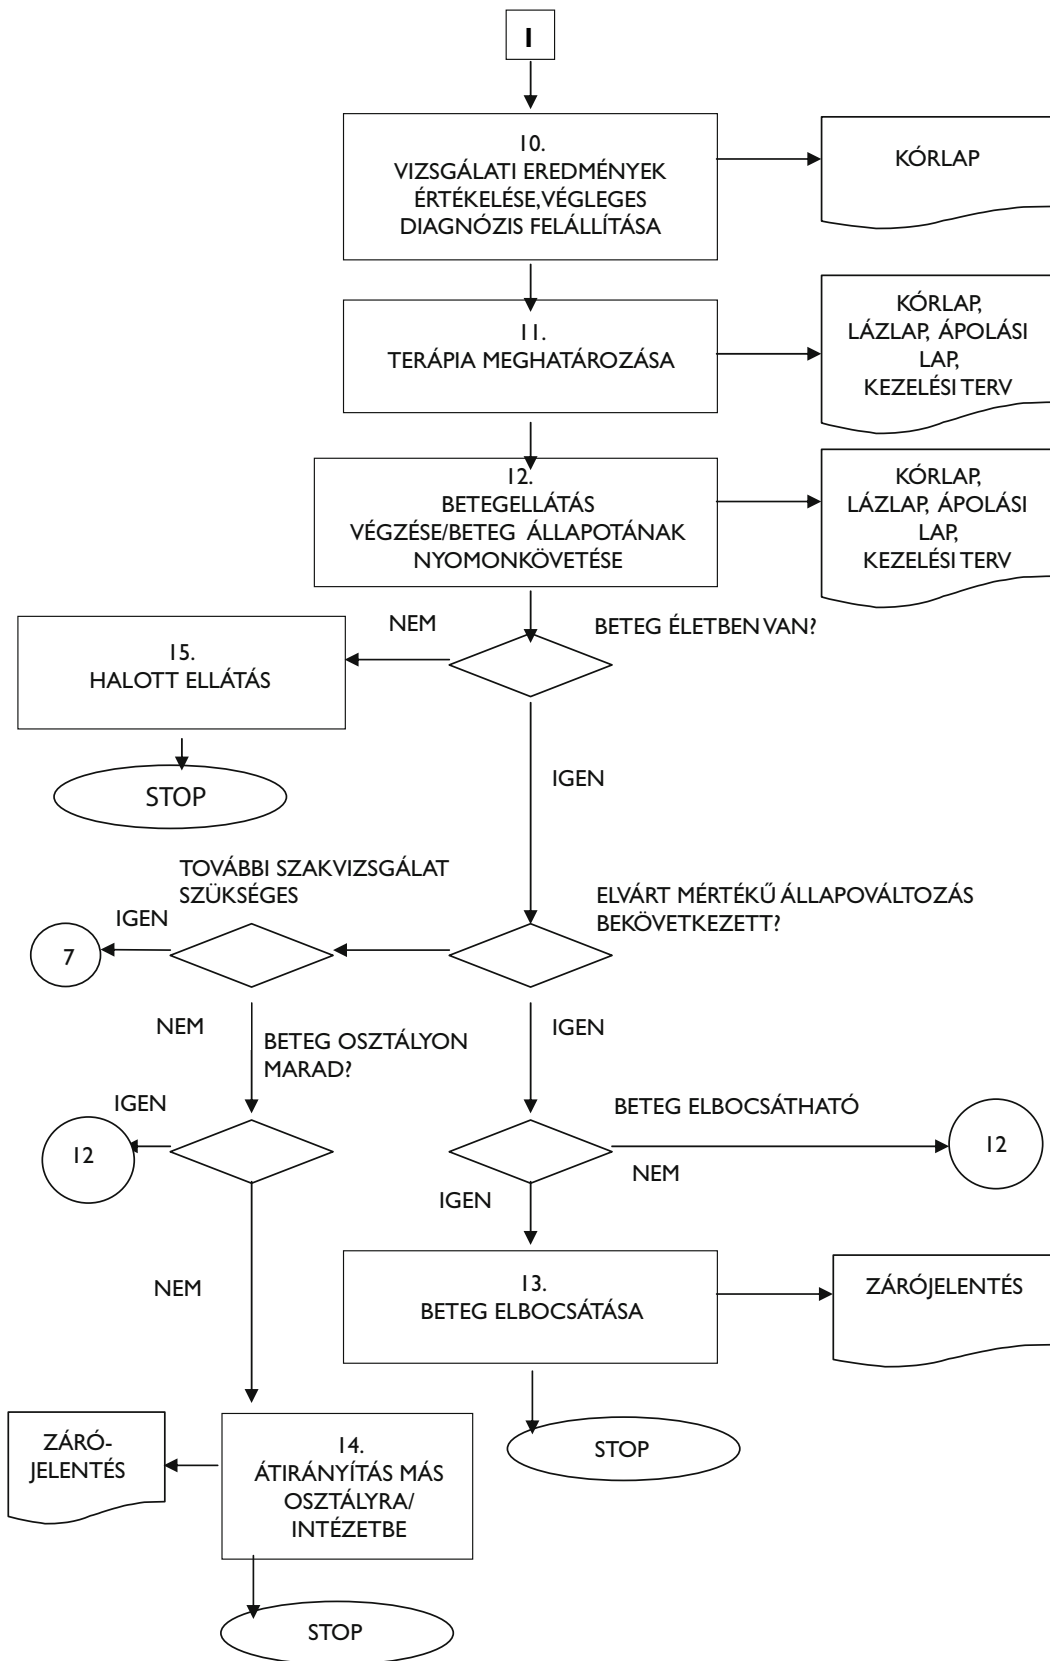 I
10.
VIZSGÁLATI EREDMÉNYEK
ÉRTÉKELÉSE, VÉGLEGES
DIAGNÓZIS FELÁLLÍTÁSA
KÓRLAP
11.
TERÁPIA MEGHATÁROZÁSA
KÓRLAP,
LÁZLAP, ÁPOLÁSI
LAP,
KEZELÉSI TERV
12.
BETEGELLÁTÁS
VÉGZÉSE/BETEG ÁLLAPOTÁNAK
NYOMONKÖVETÉSE
KÓRLAP,
LÁZLAP, ÁPOLÁSI
LAP,
KEZELÉSI TERV
NEM
BETEG ÉLETBEN VAN?
15.
HALOTT ELLÁTÁS
STOP
IGEN
TOVÁBBI SZAKVIZSGÁLAT
SZÜKSÉGES
ELVÁRT MÉRTÉKŰ ÁLLAPOVÁLTOZÁS
BEKÖVETKEZETT?
IGEN
7
NEM
BETEG OSZTÁLYON
MARAD?
IGEN
IGEN
12
BETEG ELBOCSÁTHATÓ
NEM
12
IGEN
NEM
13.
BETEG ELBOCSÁTÁSA
ZÁRÓJELENTÉS
STOP
ZÁRÓ-
JELENTÉS
14.
ÁTIRÁNYÍTÁS MÁS
OSZTÁLYRA/
INTÉZETBE
STOP